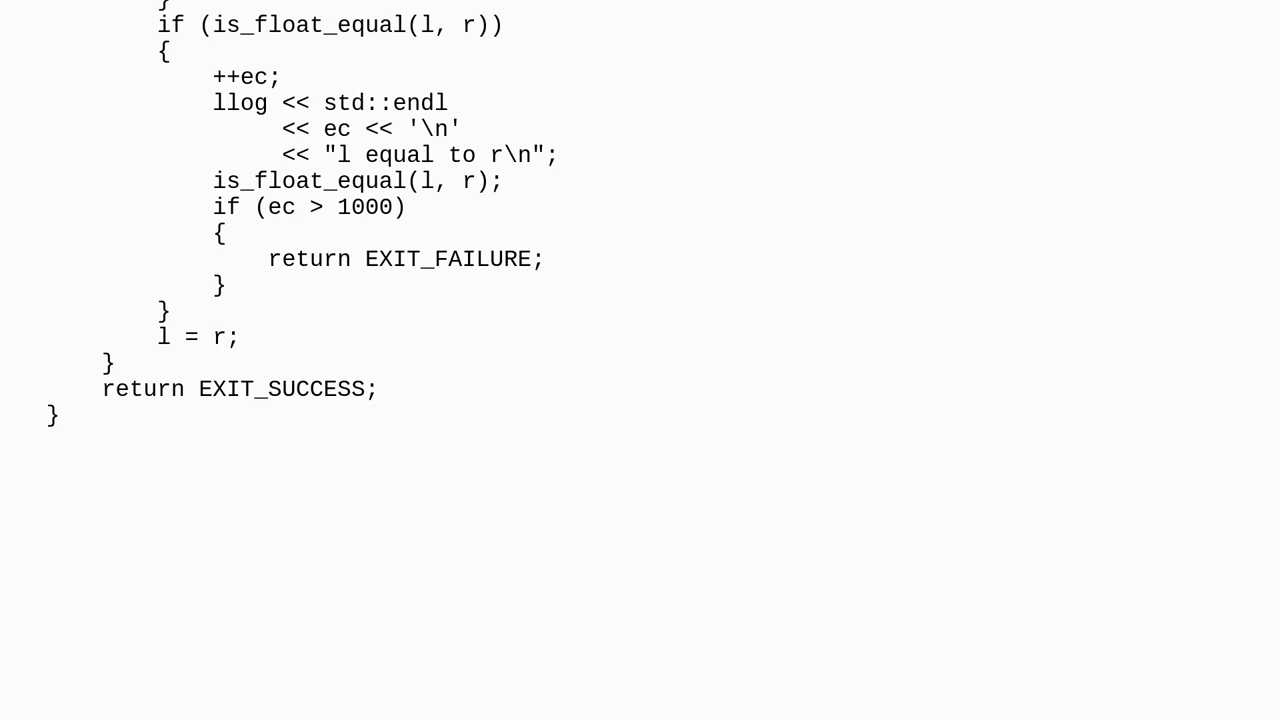 }
if (is_float_equal(l, r))
{
++ec;
llog << std::endl
<< ec << '\n'
<< "l equal to r\n";
is_float_equal(l, r);
if (ec > 1000)
{
return EXIT_FAILURE;
}
}
l = r;
}
return EXIT_SUCCESS;
}